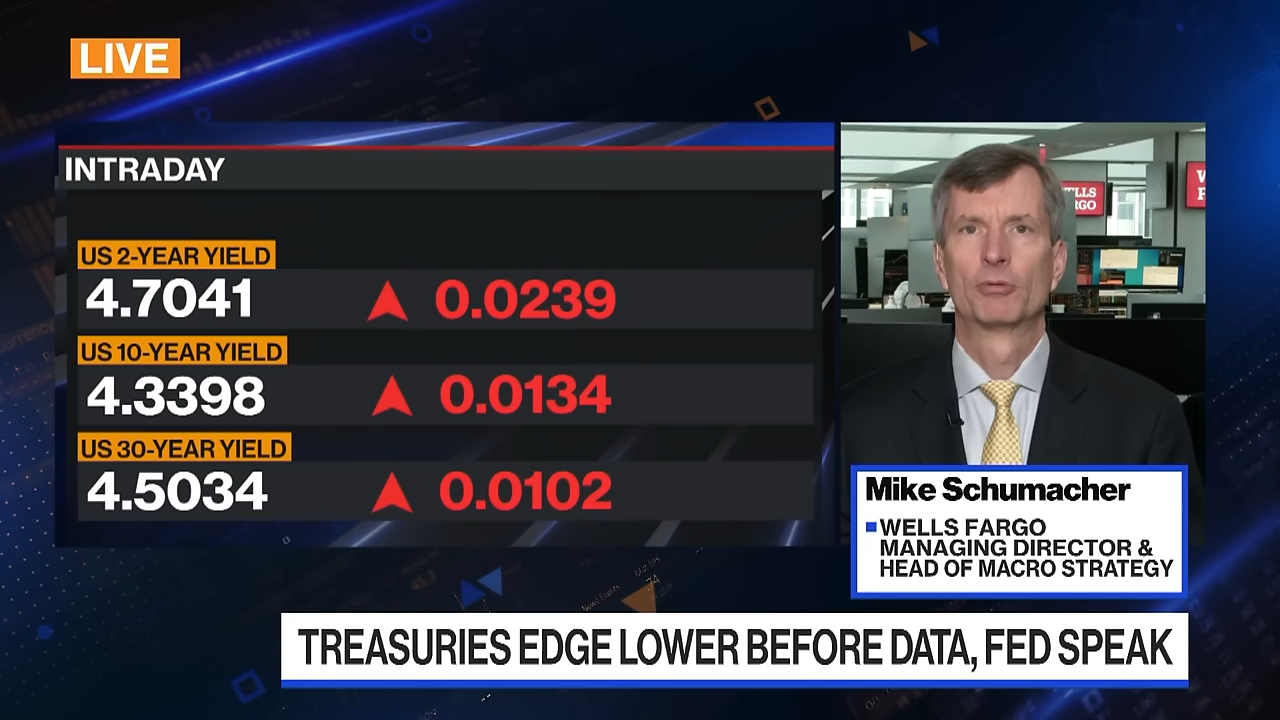 LIVE
INTRADAY
US 2-YEAR YIELD
4.7041 ▲ 0.0239
US 10-YEAR YIELD
4.3398 ▲ 0.0134
US 30-YEAR YIELD
4.5034 ▲ 0.0102
Mike Schumacher
WELLS FARGO
MANAGING DIRECTOR &
HEAD OF MACRO STRATEGY
TREASURIES EDGE LOWER BEFORE DATA, FED SPEAK